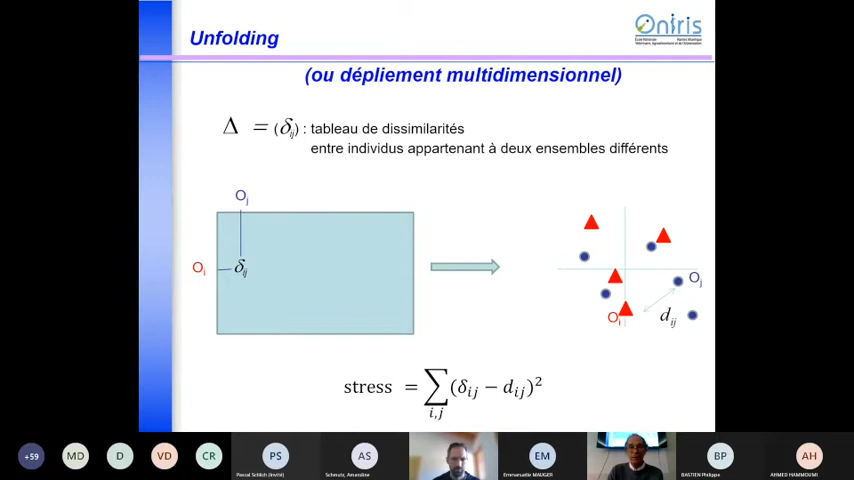 Unfolding
Oniris
(ou dépliement multidimensionnel)
Δ = (δij) : tableau de dissimilarités
entre individus appartenant à deux ensembles différents
Oj
Oi
δij
Oj
Oi
dij
stress = ∑i,j (δij − dij)²
+59
MD
D
VD
CR
PS
Pascal Schlich (Invité)
AS
Schmutz, Amandine
EM
Emmanuelle MAUGER
BP
BASTIEN Philippe
AH
AHMED HAMMOUMI